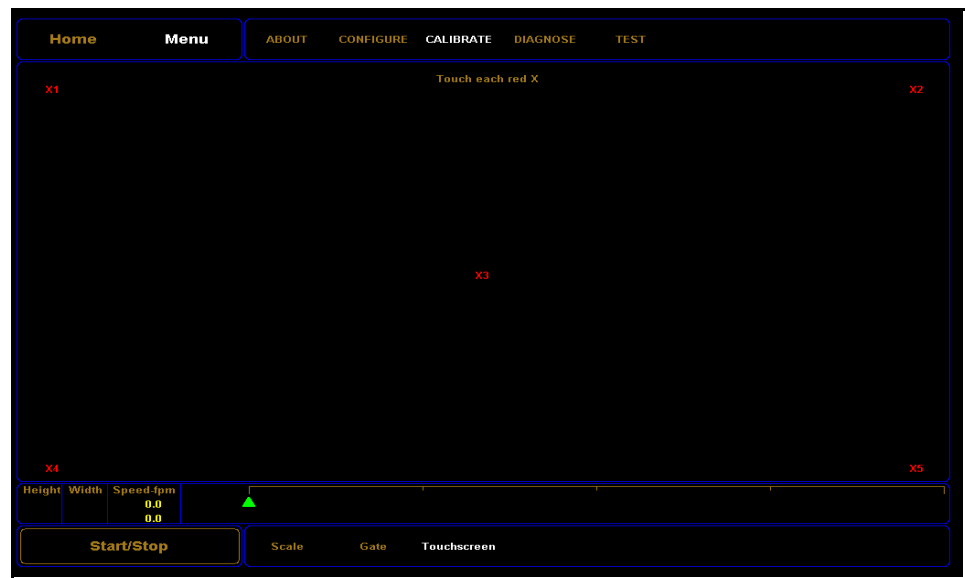 Home Menu ABOUT CONFIGURE CALIBRATE DIAGNOSE TEST
Touch each red X
X1 X2
X3
X4 X5
Height Width Speed-fpm
0.0
0.0
Start/Stop Scale Gate Touchscreen